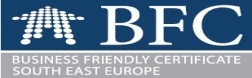 BFC
BUSINESS FRIENDLY CERTIFICATE
SOUTH EAST EUROPE